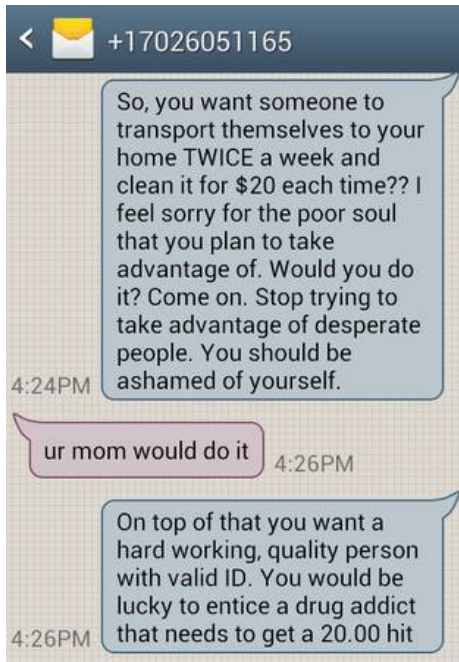 +17026051165
So, you want someone to
transport themselves to your
home TWICE a week and
clean it for $20 each time?? I
feel sorry for the poor soul
that you plan to take
advantage of. Would you do
it? Come on. Stop trying to
take advantage of desperate
people. You should be
ashamed of yourself.
4:24PM
ur mom would do it
4:26PM
On top of that you want a
hard working, quality person
with valid ID. You would be
lucky to entice a drug addict
that needs to get a 20.00 hit
4:26PM